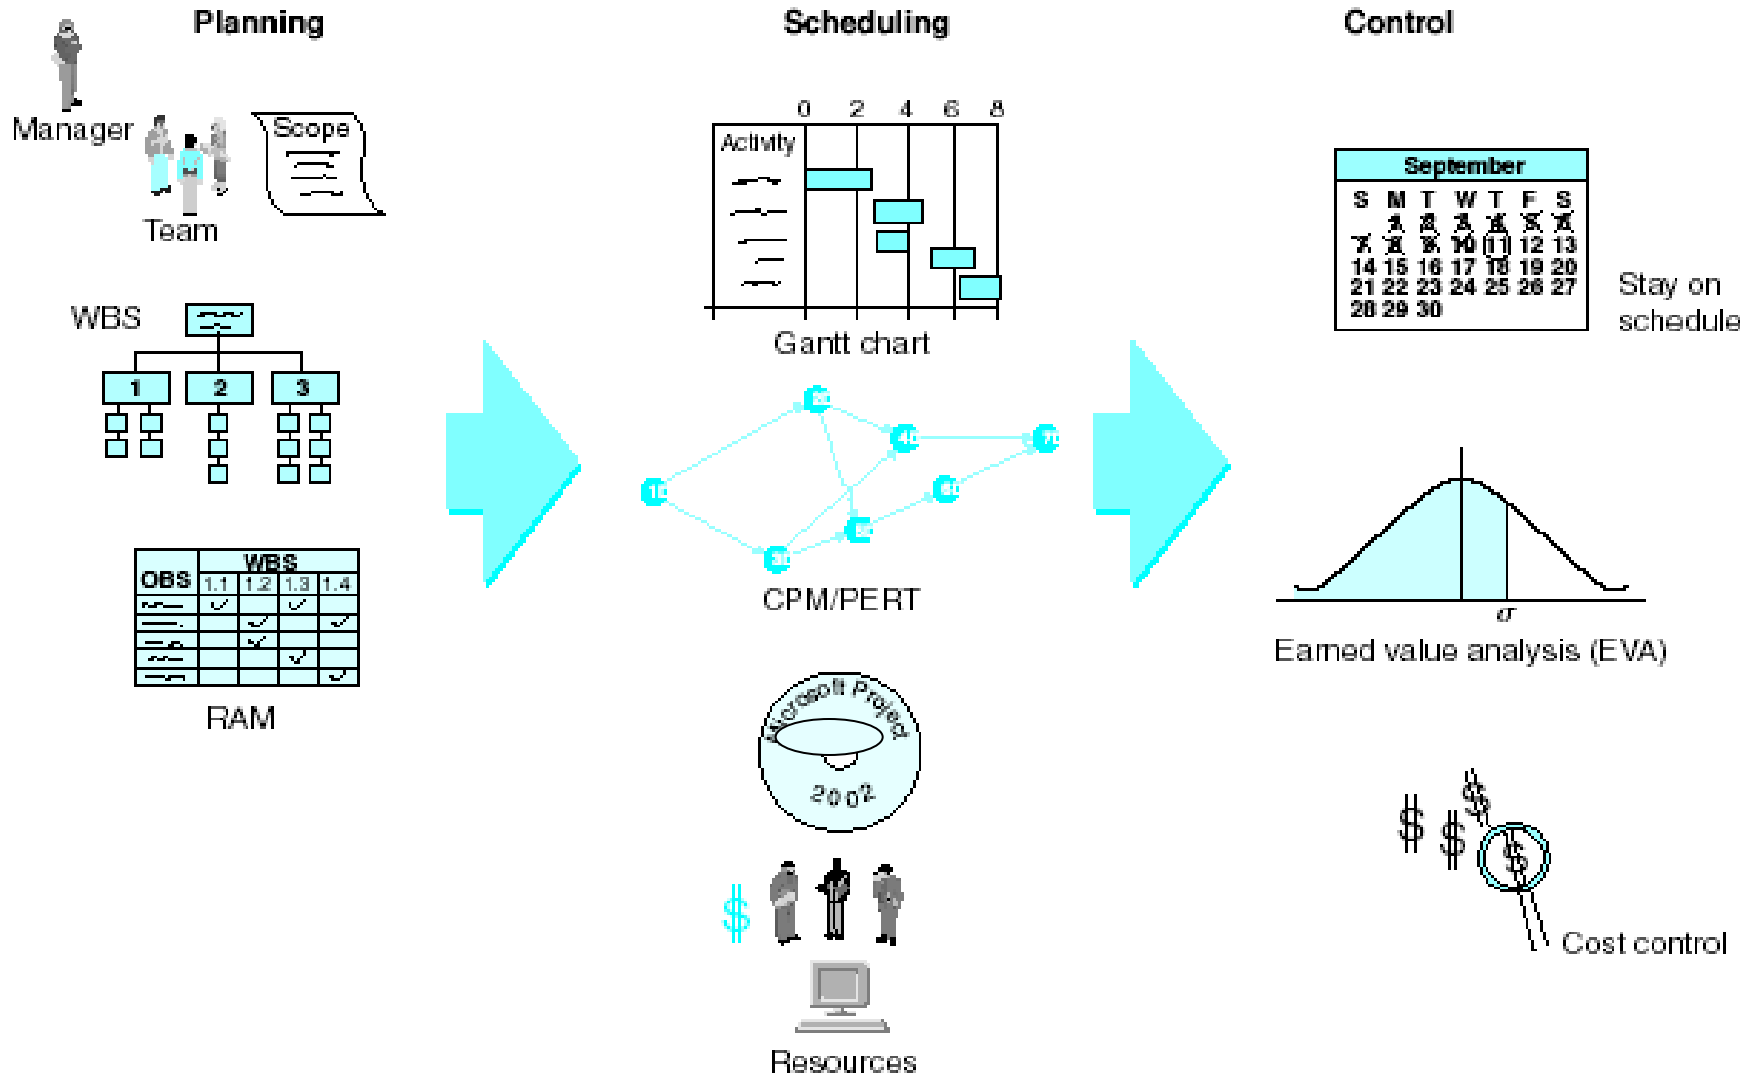 Planning
Manager
Team
Scope
WBS
1 2 3
OBS WBS
1.1 1.2 1.3 1.4
RAM
Scheduling
0 2 4 6 8
Activity
Gantt chart
CPM/PERT
Microsoft Project
2002
$
Resources
Control
September
S M T W T F S
1 2 3 4 5 6
7 8 9 10 11 12 13
14 15 16 17 18 19 20
21 22 23 24 25 26 27
28 29 30
Stay on
schedule
σ
Earned value analysis (EVA)
$ $ $ $
Cost control